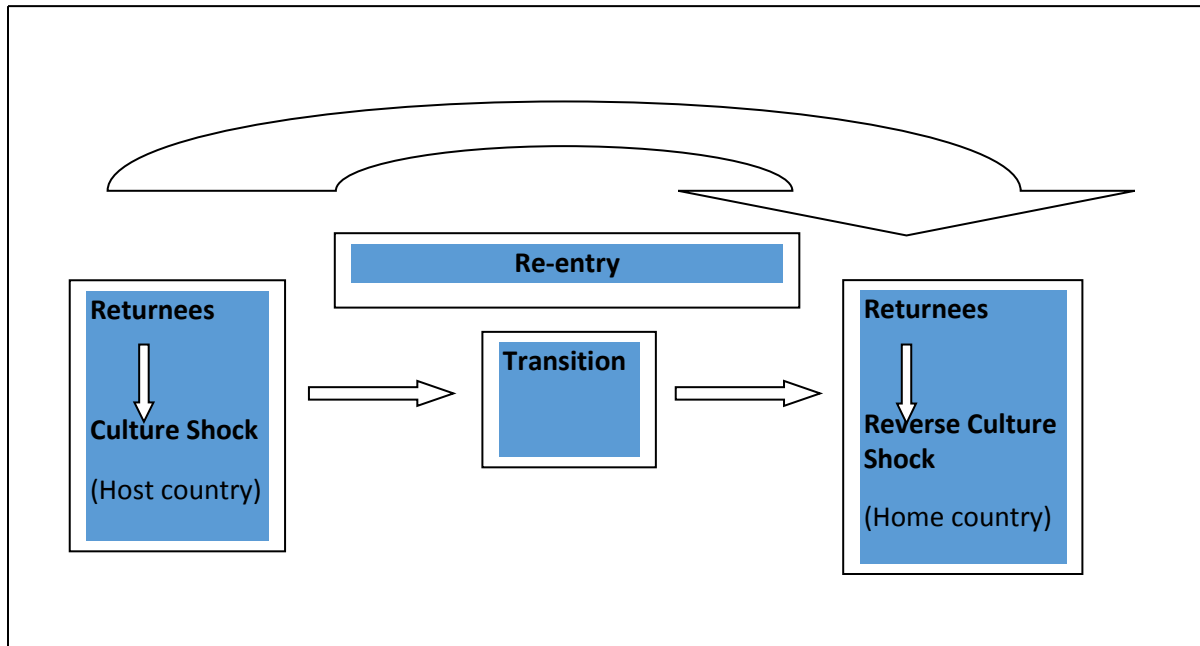 Re-entry
Returnees
Culture Shock
(Host country)
Transition
Returnees
Reverse Culture
Shock
(Home country)